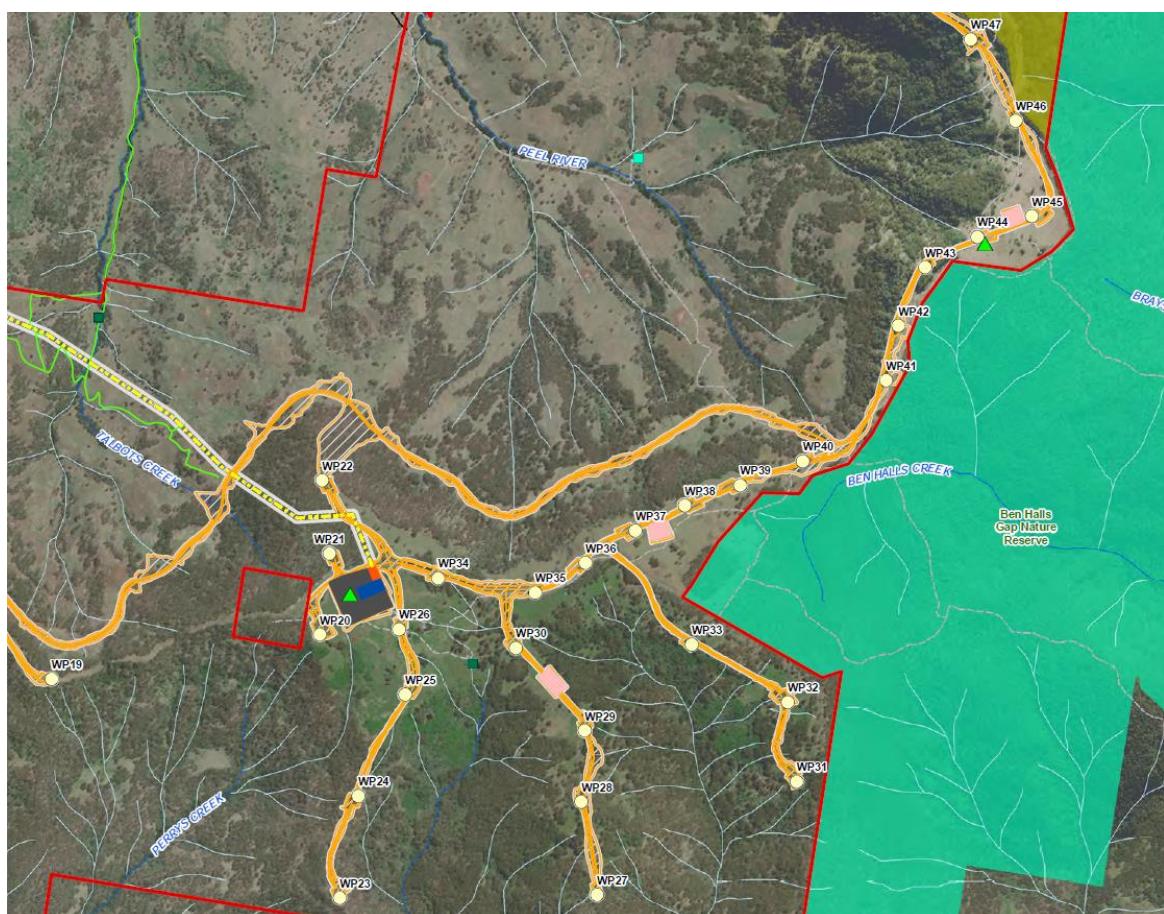 WP47
WP46
PEEL RIVER
WP45
WP44
WP43
BRAYS
WP42
WP41
WP40
WP22
TALBOTS CREEK
WP39
BEN HALLS CREEK
WP38
WP37
Ben Halls
Gap Nature
Reserve
WP21
WP36
WP34
WP35
WP26
WP20
WP30
WP33
WP19
WP25
WP32
WP29
WP31
WP24
WP28
PERRYS CREEK
WP23
WP27